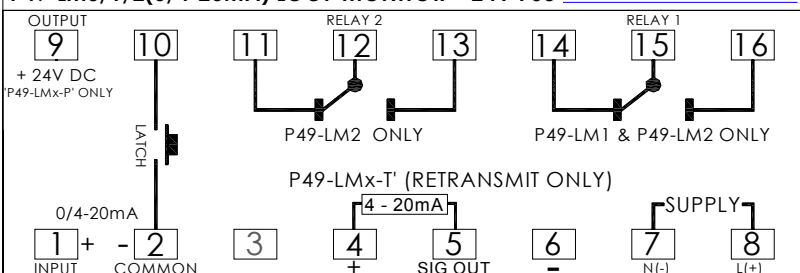 OUTPUT RELAY 2 RELAY 1
9 10 11 12 13 14 15 16
+ 24V DC
'P49-LMx-P' ONLY
LATCH
P49-LM2 ONLY P49-LM1 & P49-LM2 ONLY
P49-LMx-T' (RETRANSMIT ONLY)
0/4-20mA 4 - 20mA SUPPLY
1 + - 2 3 4 5 6 7 8
INPUT COMMON + SIG OUT - N(-) L(+)